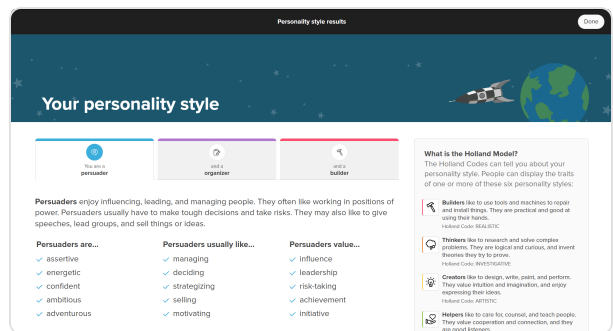 Personality style results
Done
Your personality style
You are a
persuader
and a
organizer
and a
builder
Persuaders enjoy influencing, leading, and managing people. They often like working in positions of
power. Persuaders usually have to make tough decisions and take risks. They may also like to give
speeches, lead groups, and sell things or ideas.
Persuaders are...
assertive
energetic
confident
ambitious
adventurous
Persuaders usually like...
managing
deciding
strategizing
selling
motivating
Persuaders value...
influence
leadership
risk-taking
achievement
initiative
What is the Holland Model?
The Holland Codes can tell you about your
personality style. People can display the traits
of one or more of these six personality styles:
Builders like to use tools and machines to repair
and install things. They are practical and good at
using their hands.
Holland Code: REALISTIC
Thinkers like to research and solve complex
problems. They are logical and curious, and invent
theories they try to prove.
Holland Code: INVESTIGATIVE
Creators like to design, write, paint, and perform.
They value intuition and imagination, and enjoy
expressing their ideas.
Holland Code: ARTISTIC
Helpers like to care for, counsel, and teach people.
They value cooperation and connection, and they
are good listeners.